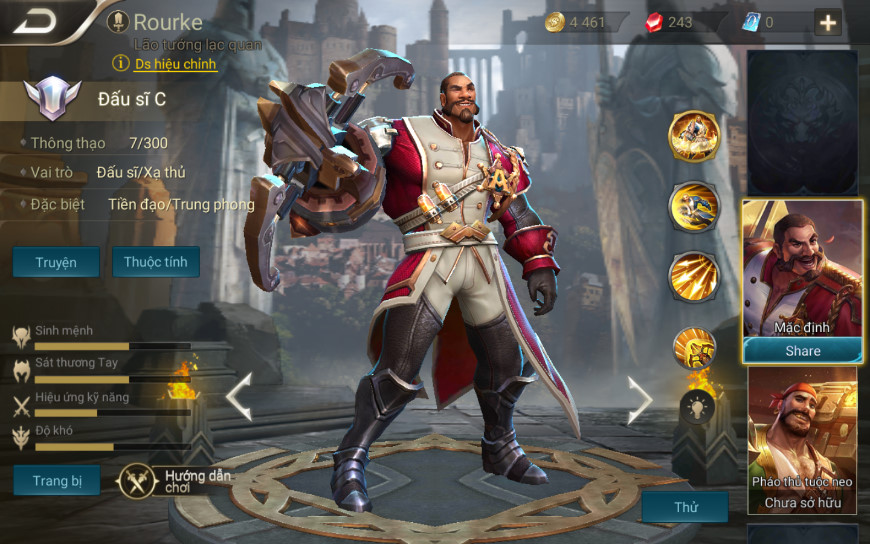 Rourke
Lão tướng lạc quan
Ds hiệu chỉnh
4.461
243
0
Đấu sĩ C
Thông thạo 7/300
Vai trò Đấu sĩ/Xạ thủ
Đặc biệt Tiền đạo/Trung phong
Truyện
Thuộc tính
Sinh mệnh
Sát thương Tay
Hiệu ứng kỹ năng
Độ khó
Trang bị
Hướng dẫn
chơi
Thử
Mặc định
Share
Pháo thủ tuộc neo
Chưa sở hữu